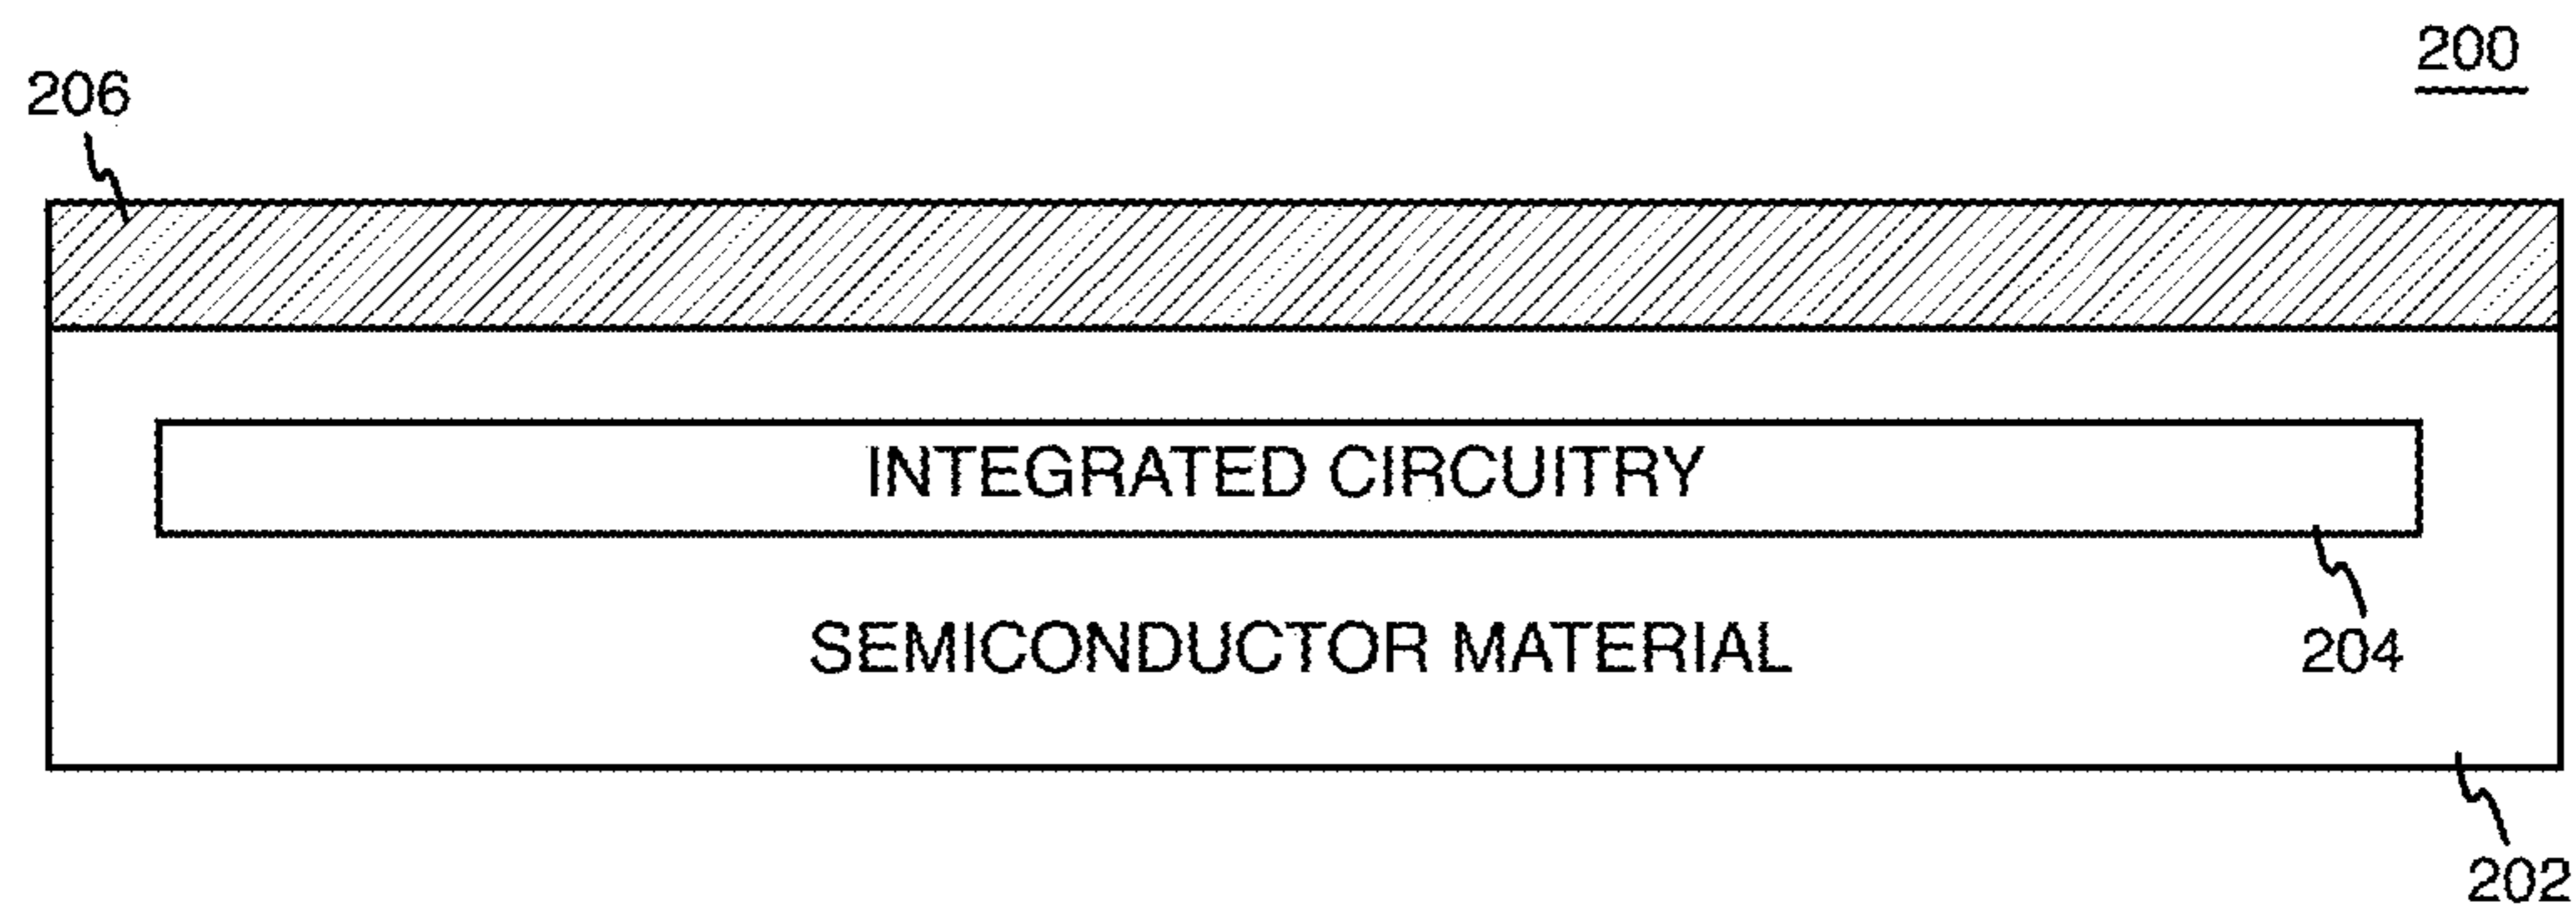 200
206
INTEGRATED CIRCUITRY
SEMICONDUCTOR MATERIAL
204
202